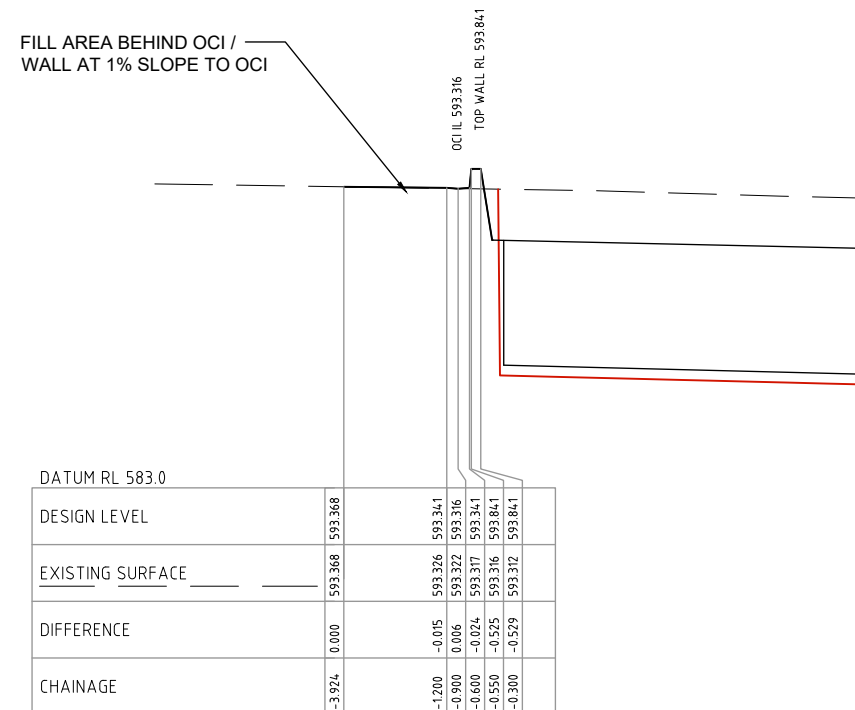 FILL AREA BEHIND OCI /
WALL AT 1% SLOPE TO OCI
OCI IL 593.316
TOP WALL RL 593.841
DATUM RL 583.0
DESIGN LEVEL 593.368 593.341 593.316 593.341 593.841 593.841
EXISTING SURFACE 593.368 593.326 593.322 593.317 593.316 593.312
DIFFERENCE 0.000 -0.015 0.006 -0.024 -0.525 -0.529
CHAINAGE -3.924 -1.200 -0.900 -0.600 -0.550 -0.300